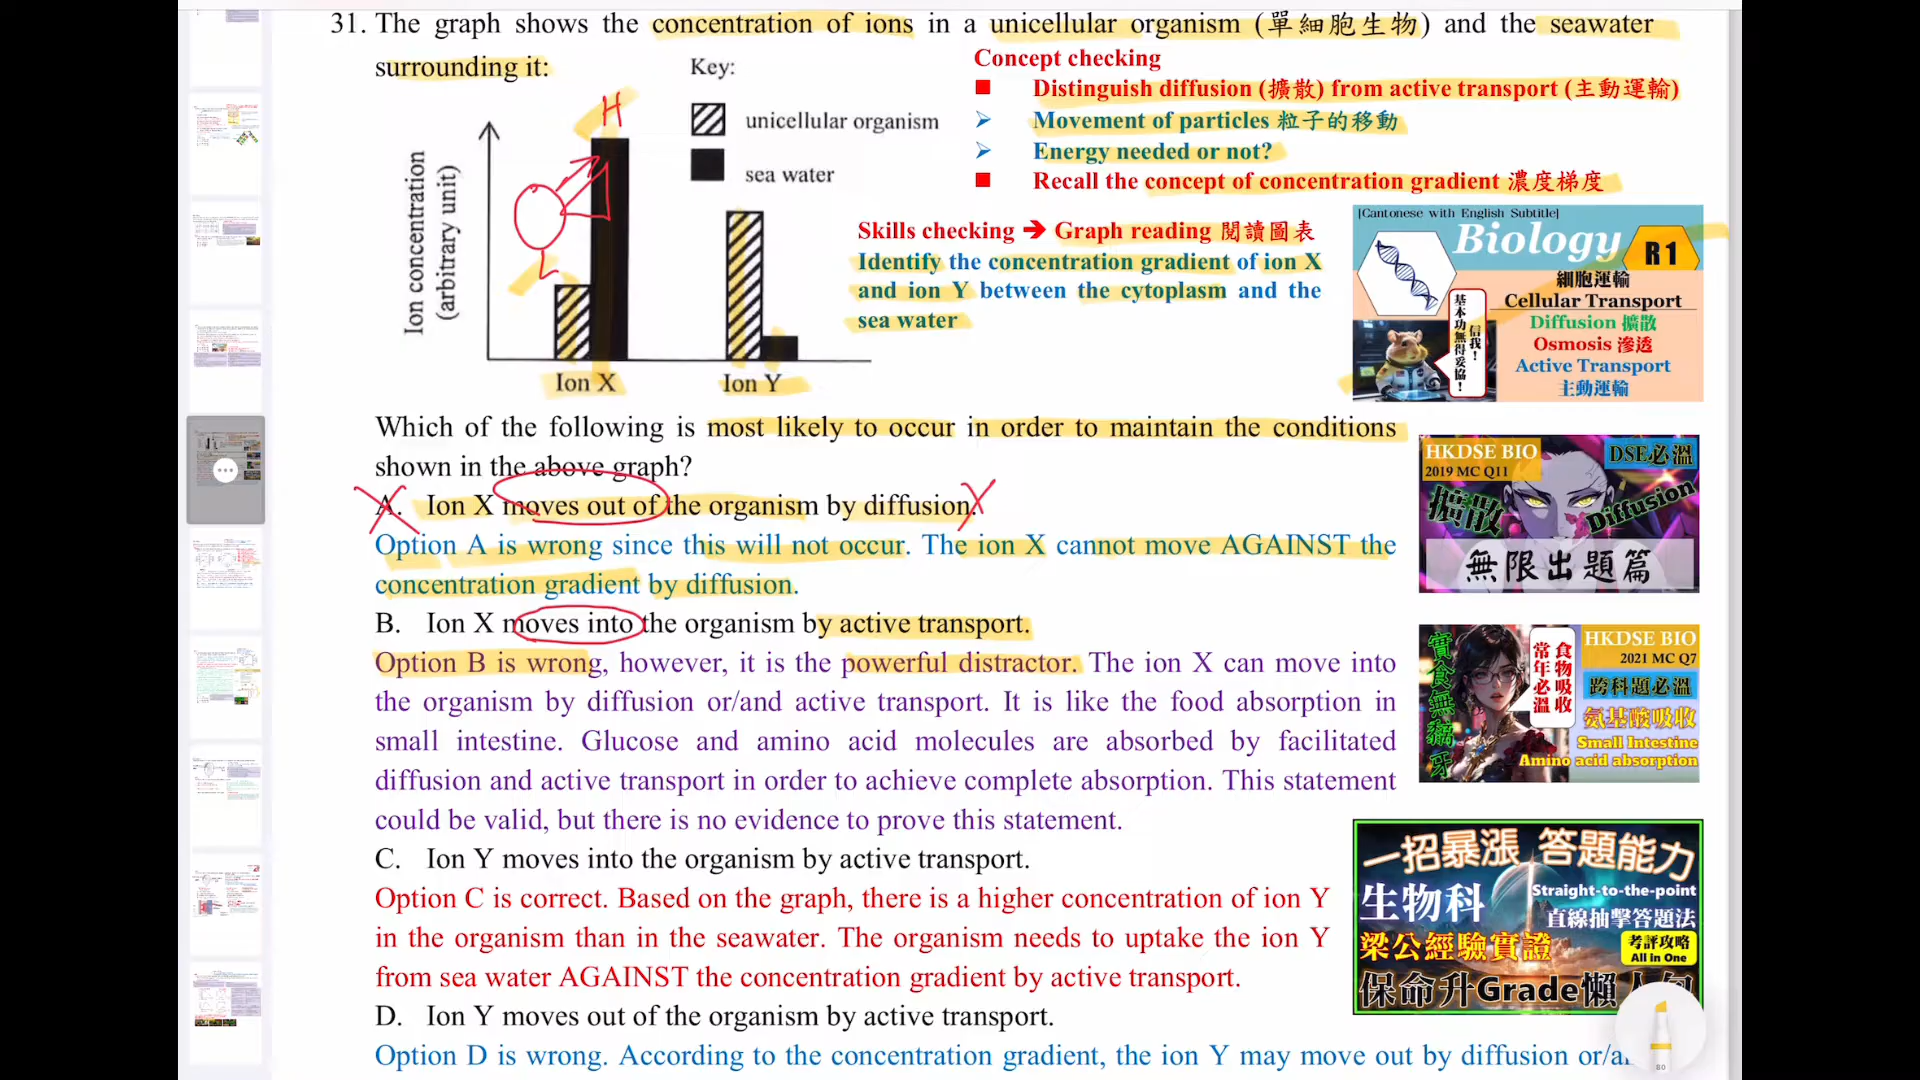 31. The graph shows the concentration of ions in a unicellular organism (單細胞生物) and the seawater
surrounding it:
Key:
unicellular organism
sea water
Ion concentration
(arbitrary unit)
H
L
Ion X
Ion Y
Concept checking
■ Distinguish diffusion (擴散) from active transport (主動運輸)
➢ Movement of particles 粒子的移動
➢ Energy needed or not?
■ Recall the concept of concentration gradient 濃度梯度
Skills checking ➔ Graph reading 閱讀圖表
Identify the concentration gradient of ion X
and ion Y between the cytoplasm and the
sea water
[Cantonese with English Subtitle]
Biology
R1
細胞運輸
Cellular Transport
Diffusion 擴散
Osmosis 滲透
Active Transport
主動運輸
信我！
基本功無得妥協！
Which of the following is most likely to occur in order to maintain the conditions
shown in the above graph?
A. Ion X moves out of the organism by diffusion.
Option A is wrong since this will not occur. The ion X cannot move AGAINST the
concentration gradient by diffusion.
B. Ion X moves into the organism by active transport.
Option B is wrong, however, it is the powerful distractor. The ion X can move into
the organism by diffusion or/and active transport. It is like the food absorption in
small intestine. Glucose and amino acid molecules are absorbed by facilitated
diffusion and active transport in order to achieve complete absorption. This statement
could be valid, but there is no evidence to prove this statement.
C. Ion Y moves into the organism by active transport.
Option C is correct. Based on the graph, there is a higher concentration of ion Y
in the organism than in the seawater. The organism needs to uptake the ion Y
from sea water AGAINST the concentration gradient by active transport.
D. Ion Y moves out of the organism by active transport.
Option D is wrong. According to the concentration gradient, the ion Y may move out by diffusion or/
HKDSE BIO
2019 MC Q11
DSE必溫
擴散
Diffusion
無限出題篇
HKDSE BIO
2021 MC Q7
食物吸收
常年必溫
跨科題必溫
氨基酸吸收
Small Intestine
Amino acid absorption
一招暴漲 答題能力
生物科
Straight-to-the-point
直線抽擊答題法
梁公經驗實證
考評攻略
All in One
保命升Grade懶人包
80